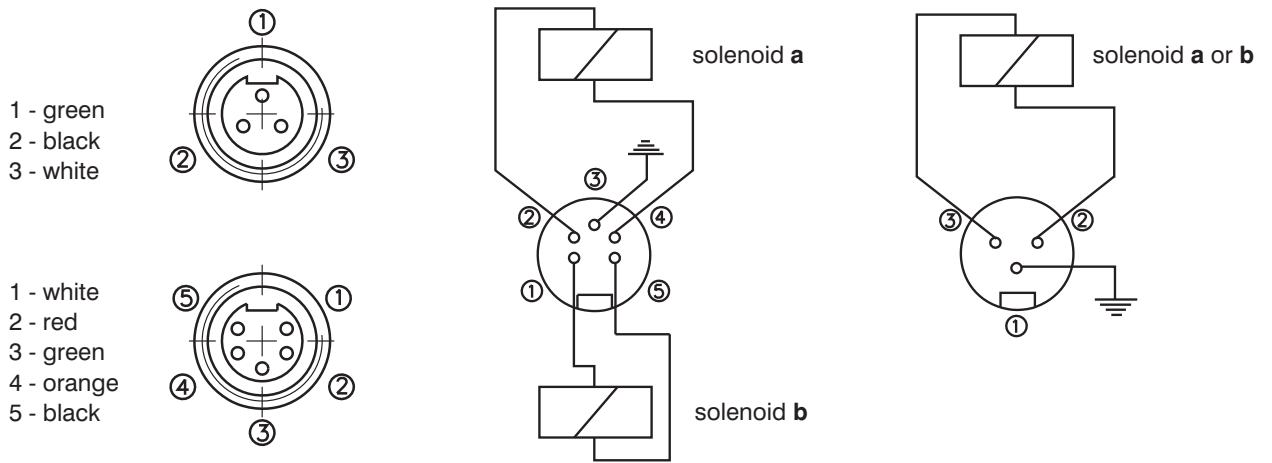 ①
1 - green
2 - black
3 - white
② ③
1 - white
2 - red
3 - green
4 - orange
5 - black
⑤ ①
④ ②
③
solenoid a
③
② ④
① ⑤
solenoid b
solenoid a or b
③ ②
①